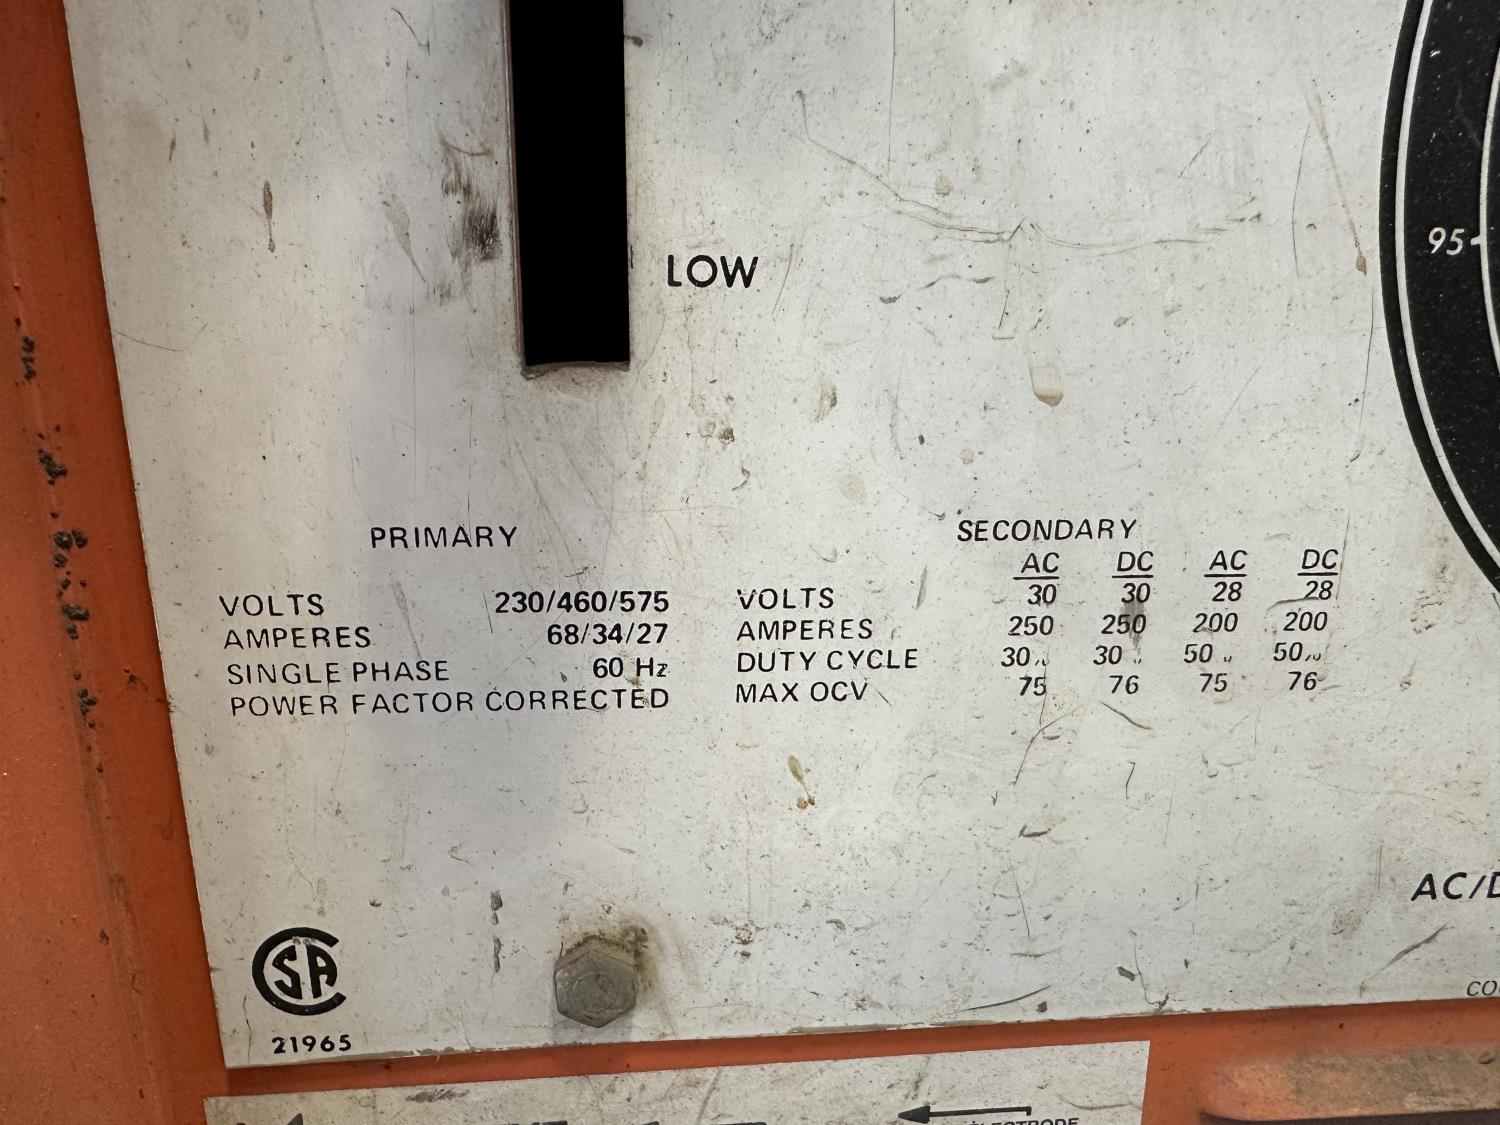 LOW
95
PRIMARY
VOLTS 230/460/575
AMPERES 68/34/27
SINGLE PHASE 60 Hz
POWER FACTOR CORRECTED
SECONDARY
AC DC AC DC
VOLTS 30 30 28 28
AMPERES 250 250 200 200
DUTY CYCLE 30 30 50 50
MAX OCV 75 76 75 76
AC/D
CSA
21965
CO